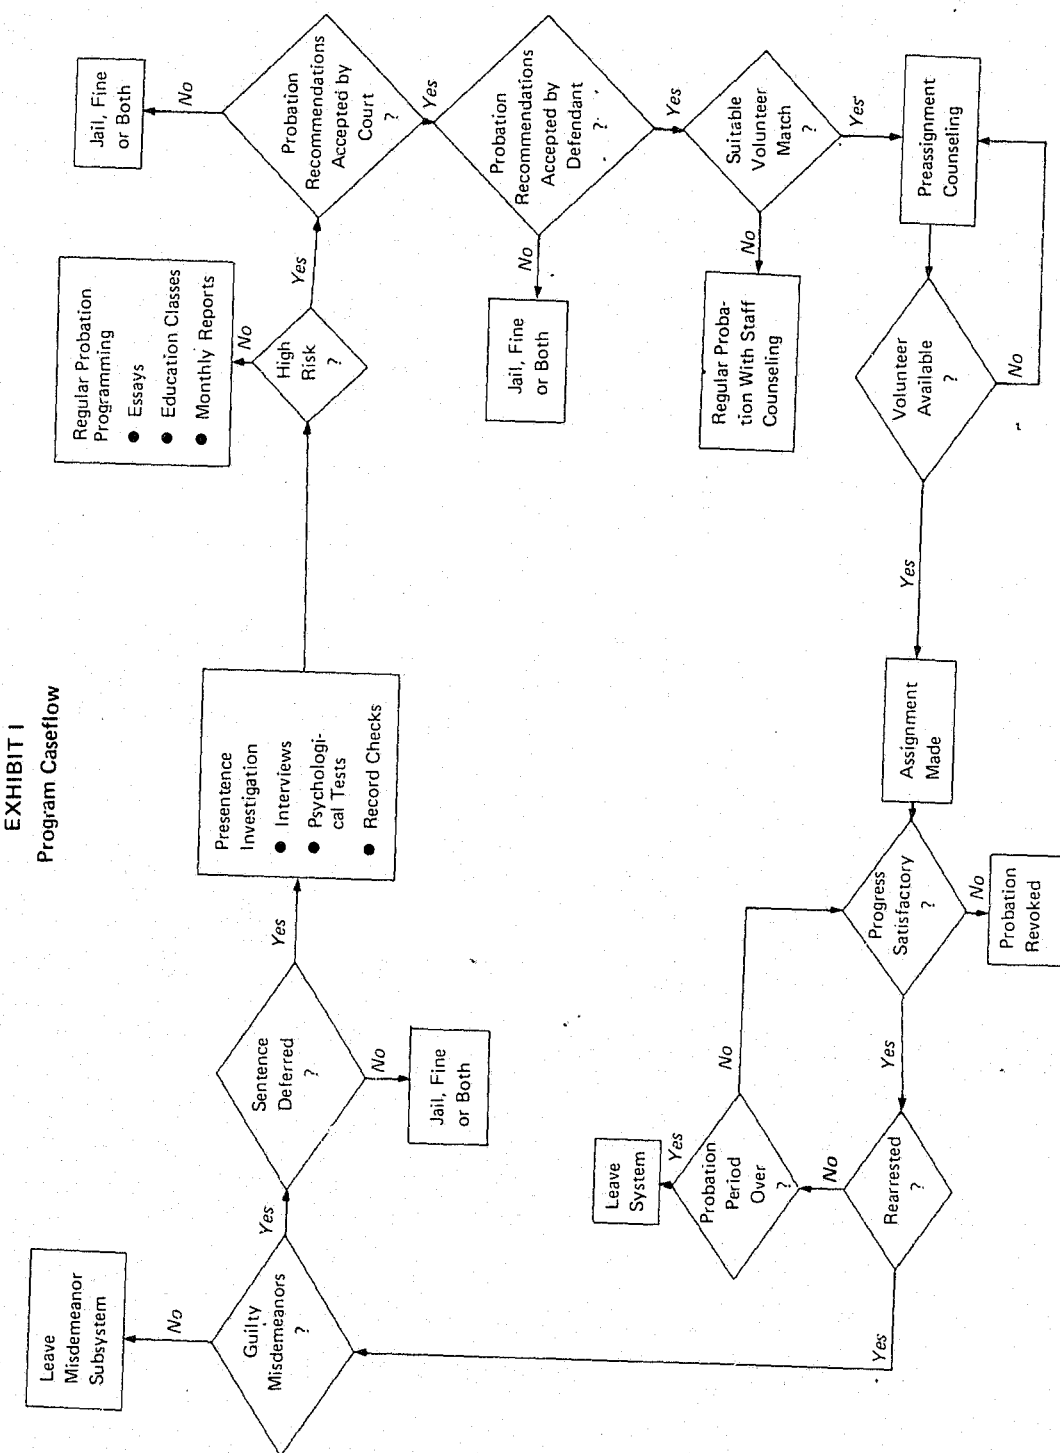 EXHIBIT I
Program Caseflow
Leave
Misdemeanor
Subsystem
No
Guilty
Misdemeanors
?
Yes
Sentence
Deferred
?
No
Jail, Fine
or Both
Yes
Presentence
Investigation
● Interviews
● Psychologi-
cal Tests
● Record Checks
High
Risk
?
No
Regular Probation
Programming
● Essays
● Education Classes
● Monthly Reports
Yes
Probation
Recommendations
Accepted by
Court
?
No
Jail, Fine
or Both
Yes
Probation
Recommendations
Accepted by
Defendant
?
No
Jail, Fine
or Both
Yes
Suitable
Volunteer
Match
?
No
Regular Proba-
tion With Staff
Counseling
Yes
Preassignment
Counseling
Volunteer
Available
?
No
Yes
Assignment
Made
Progress
Satisfactory
?
No
Probation
Revoked
Yes
Rearrested
?
Yes
No
Probation
Period
Over
?
Yes
Leave
System
No